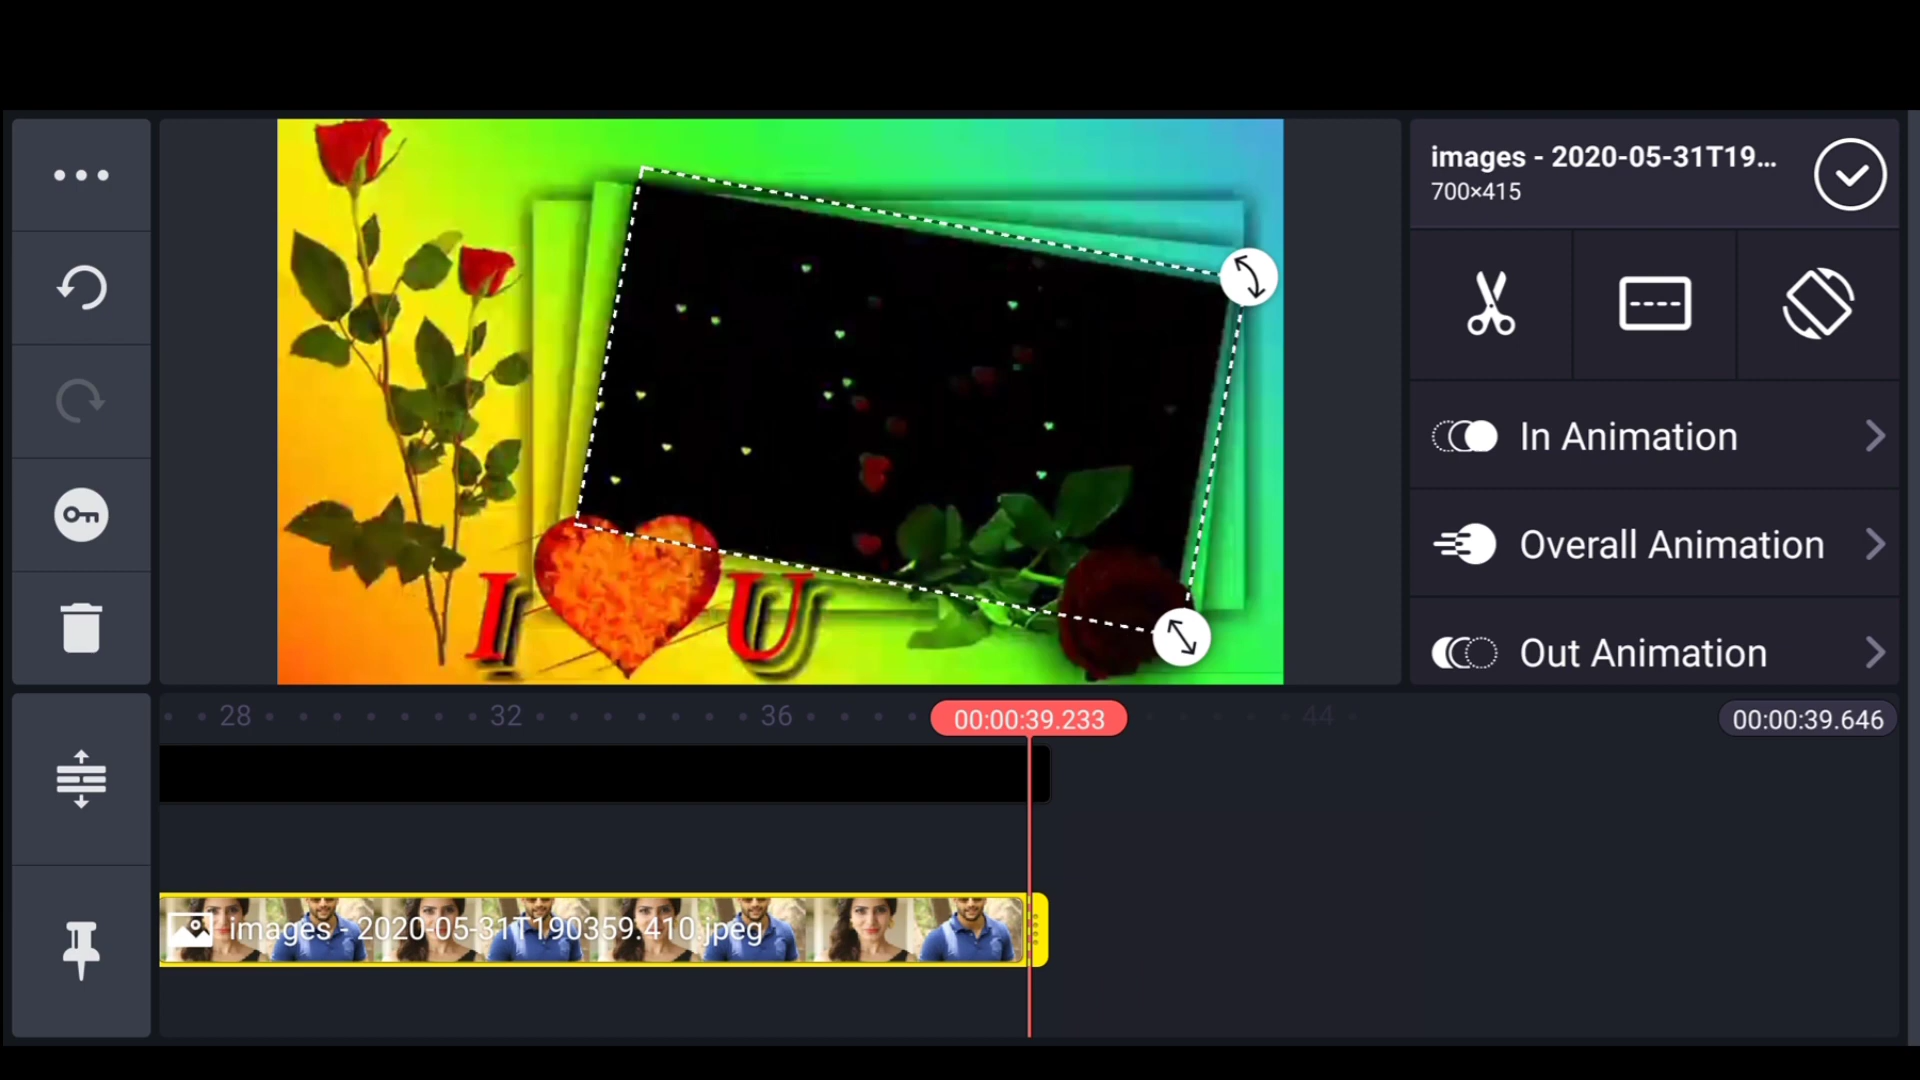 images - 2020-05-31T19...
700×415
In Animation
Overall Animation
Out Animation
I U
28 32 36 00:00:39.233 44 00:00:39.646
images - 2020-05-31T190359.410.jpeg